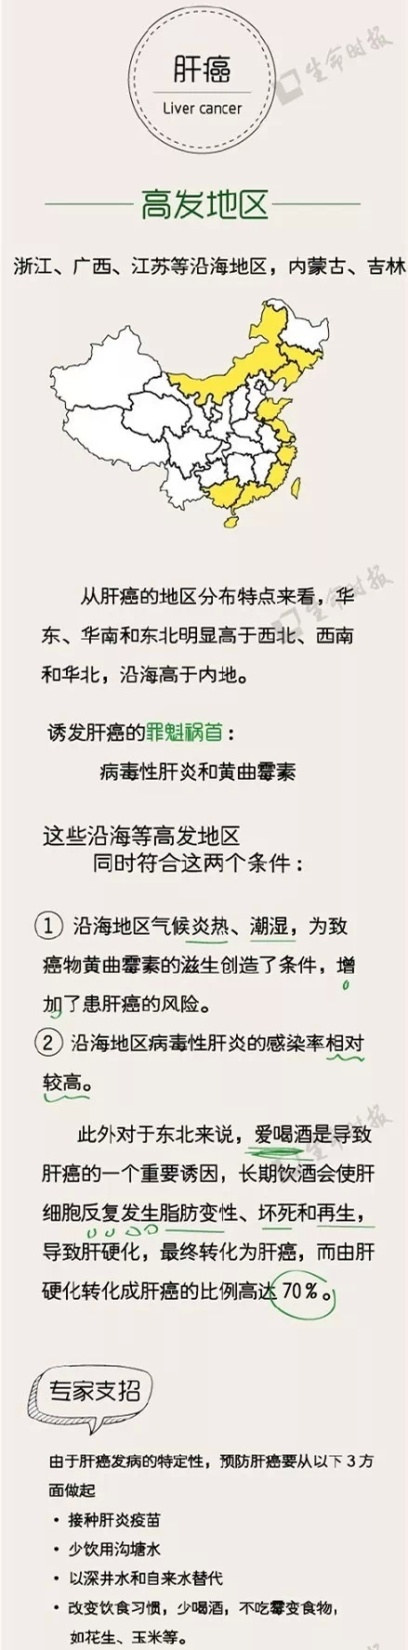 生命时报
肝癌
Liver cancer
高发地区
浙江、广西、江苏等沿海地区，内蒙古、吉林
生命时报
从肝癌的地区分布特点来看，华
东、华南和东北明显高于西北、西南
和华北，沿海高于内地。
诱发肝癌的罪魁祸首：
病毒性肝炎和黄曲霉素
这些沿海等高发地区
同时符合这两个条件：
① 沿海地区气候炎热、潮湿，为致
癌物黄曲霉素的滋生创造了条件，增
加了患肝癌的风险。
② 沿海地区病毒性肝炎的感染率相对
较高。
生命时报
此外对于东北来说，爱喝酒是导致
肝癌的一个重要诱因，长期饮酒会使肝
细胞反复发生脂肪变性、坏死和再生，
导致肝硬化，最终转化为肝癌，而由肝
硬化转化成肝癌的比例高达 70%。
专家支招
由于肝癌发病的特定性，预防肝癌要从以下 3 方
面做起
• 接种肝炎疫苗
• 少饮用沟塘水
• 以深井水和自来水替代
• 改变饮食习惯，少喝酒，不吃霉变食物，
如花生、玉米等。